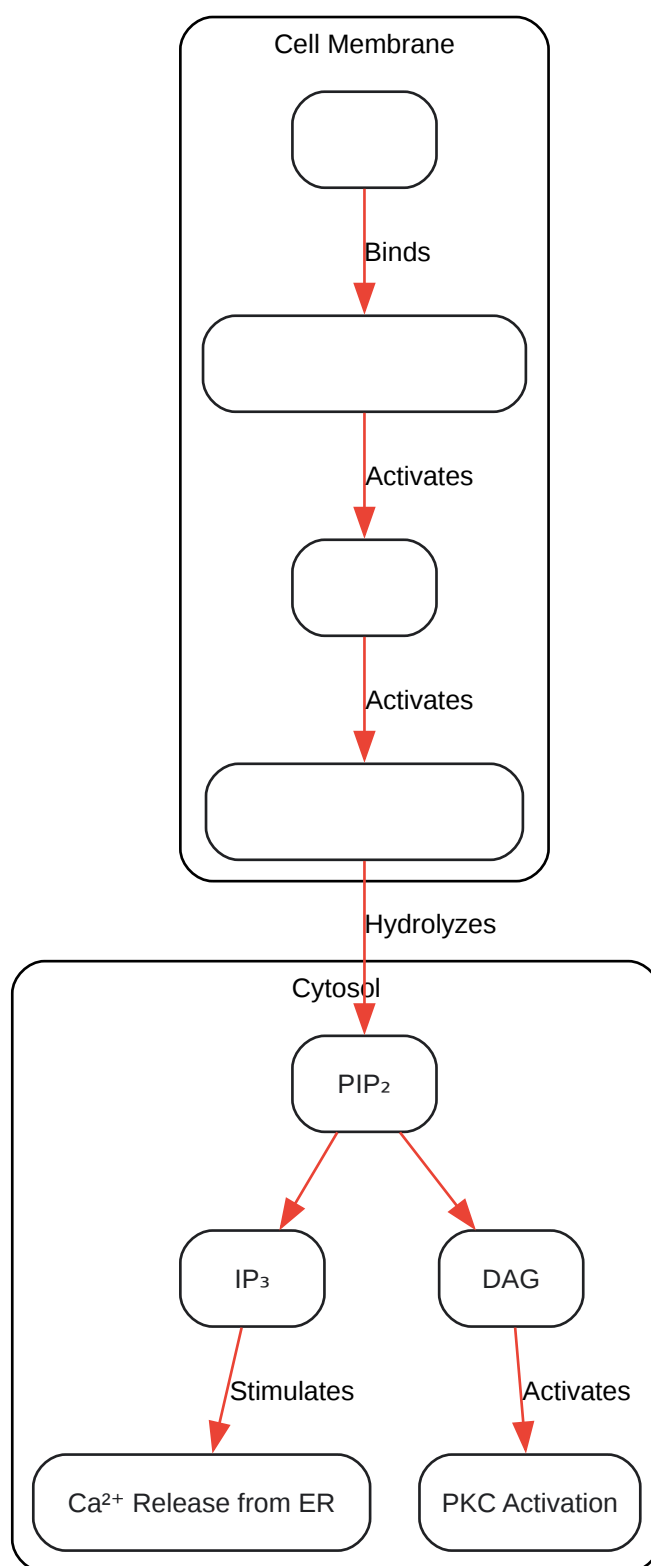 Cell Membrane
Binds
Activates
Activates
Hydrolyzes
Cytosol
PIP₂
IP₃
DAG
Stimulates
Activates
Ca²⁺ Release from ER
PKC Activation